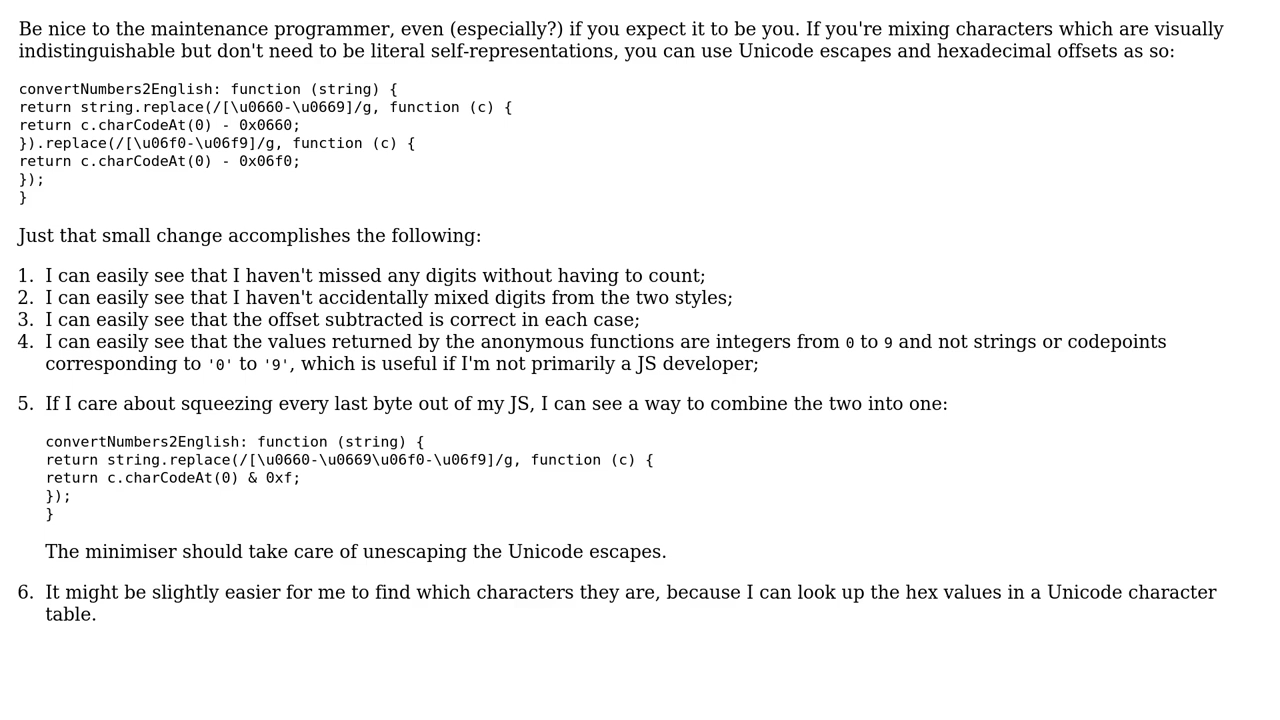 Be nice to the maintenance programmer, even (especially?) if you expect it to be you. If you're mixing characters which are visually
indistinguishable but don't need to be literal self-representations, you can use Unicode escapes and hexadecimal offsets as so:
convertNumbers2English: function (string) {
return string.replace(/[\u0660-\u0669]/g, function (c) {
return c.charCodeAt(0) - 0x0660;
}).replace(/[\u06f0-\u06f9]/g, function (c) {
return c.charCodeAt(0) - 0x06f0;
});
}
Just that small change accomplishes the following:
1. I can easily see that I haven't missed any digits without having to count;
2. I can easily see that I haven't accidentally mixed digits from the two styles;
3. I can easily see that the offset subtracted is correct in each case;
4. I can easily see that the values returned by the anonymous functions are integers from 0 to 9 and not strings or codepoints
corresponding to '0' to '9', which is useful if I'm not primarily a JS developer;
5. If I care about squeezing every last byte out of my JS, I can see a way to combine the two into one:
convertNumbers2English: function (string) {
return string.replace(/[\u0660-\u0669\u06f0-\u06f9]/g, function (c) {
return c.charCodeAt(0) & 0xf;
});
}
The minimiser should take care of unescaping the Unicode escapes.
6. It might be slightly easier for me to find which characters they are, because I can look up the hex values in a Unicode character
table.